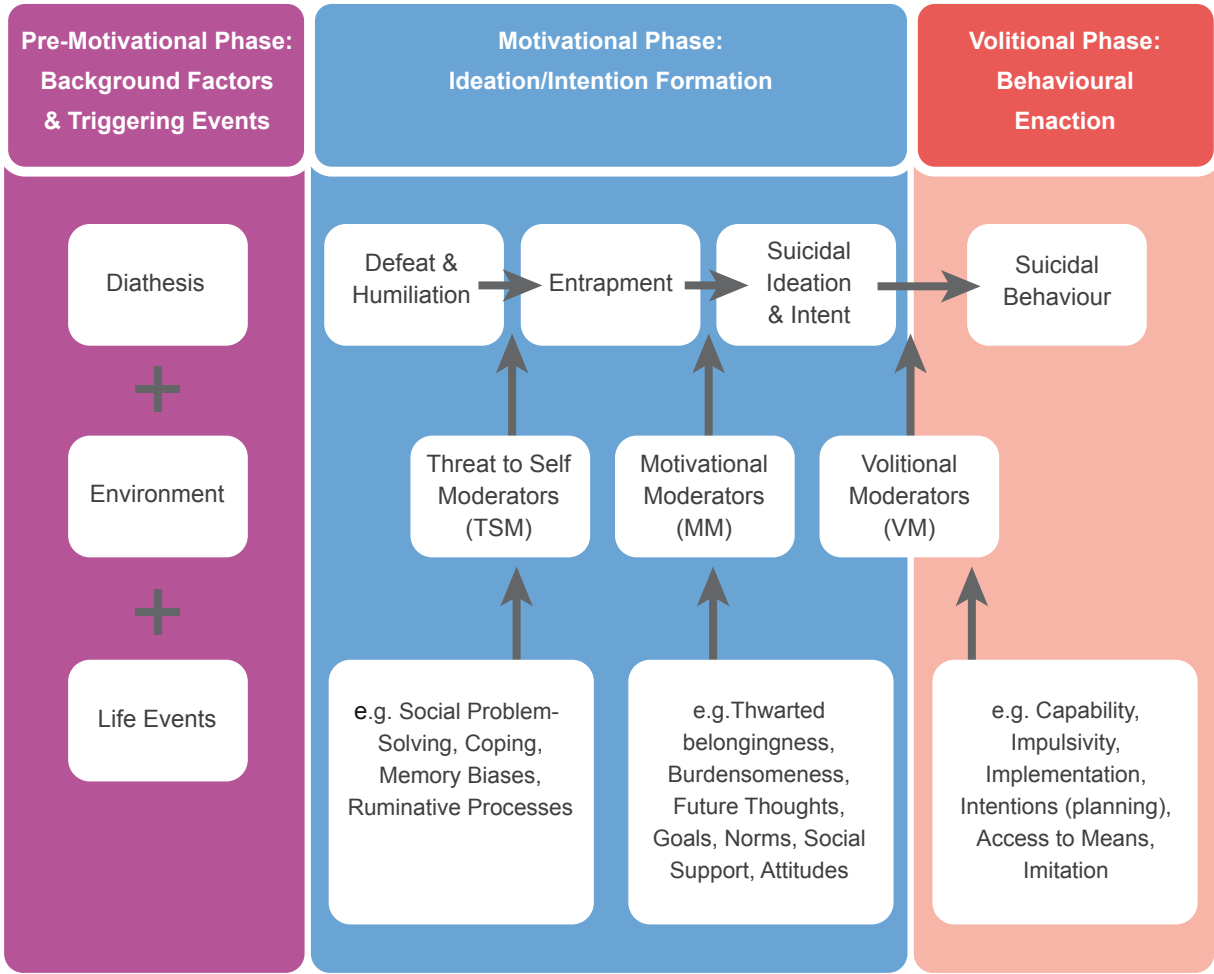 Pre-Motivational Phase:
Background Factors
& Triggering Events
Motivational Phase:
Ideation/Intention Formation
Volitional Phase:
Behavioural
Enaction
Diathesis
+
Environment
+
Life Events
Defeat &
Humiliation
Entrapment
Suicidal
Ideation
& Intent
Suicidal
Behaviour
Threat to Self
Moderators
(TSM)
Motivational
Moderators
(MM)
Volitional
Moderators
(VM)
e.g. Social Problem-
Solving, Coping,
Memory Biases,
Ruminative Processes
e.g.Thwarted
belongingness,
Burdensomeness,
Future Thoughts,
Goals, Norms, Social
Support, Attitudes
e.g. Capability,
Impulsivity,
Implementation,
Intentions (planning),
Access to Means,
Imitation